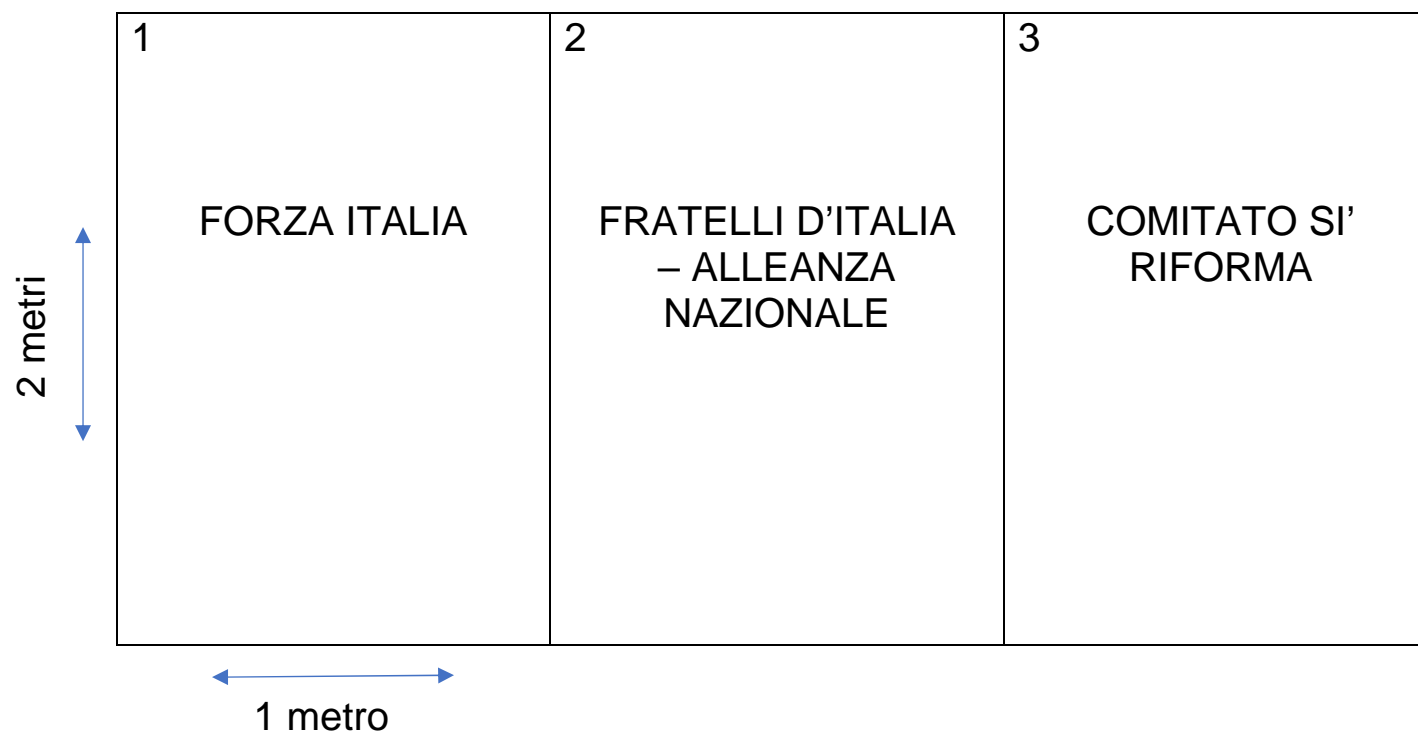 1
2
3
FORZA ITALIA
FRATELLI D’ITALIA
– ALLEANZA
NAZIONALE
COMITATO SI’
RIFORMA
2 metri
1 metro